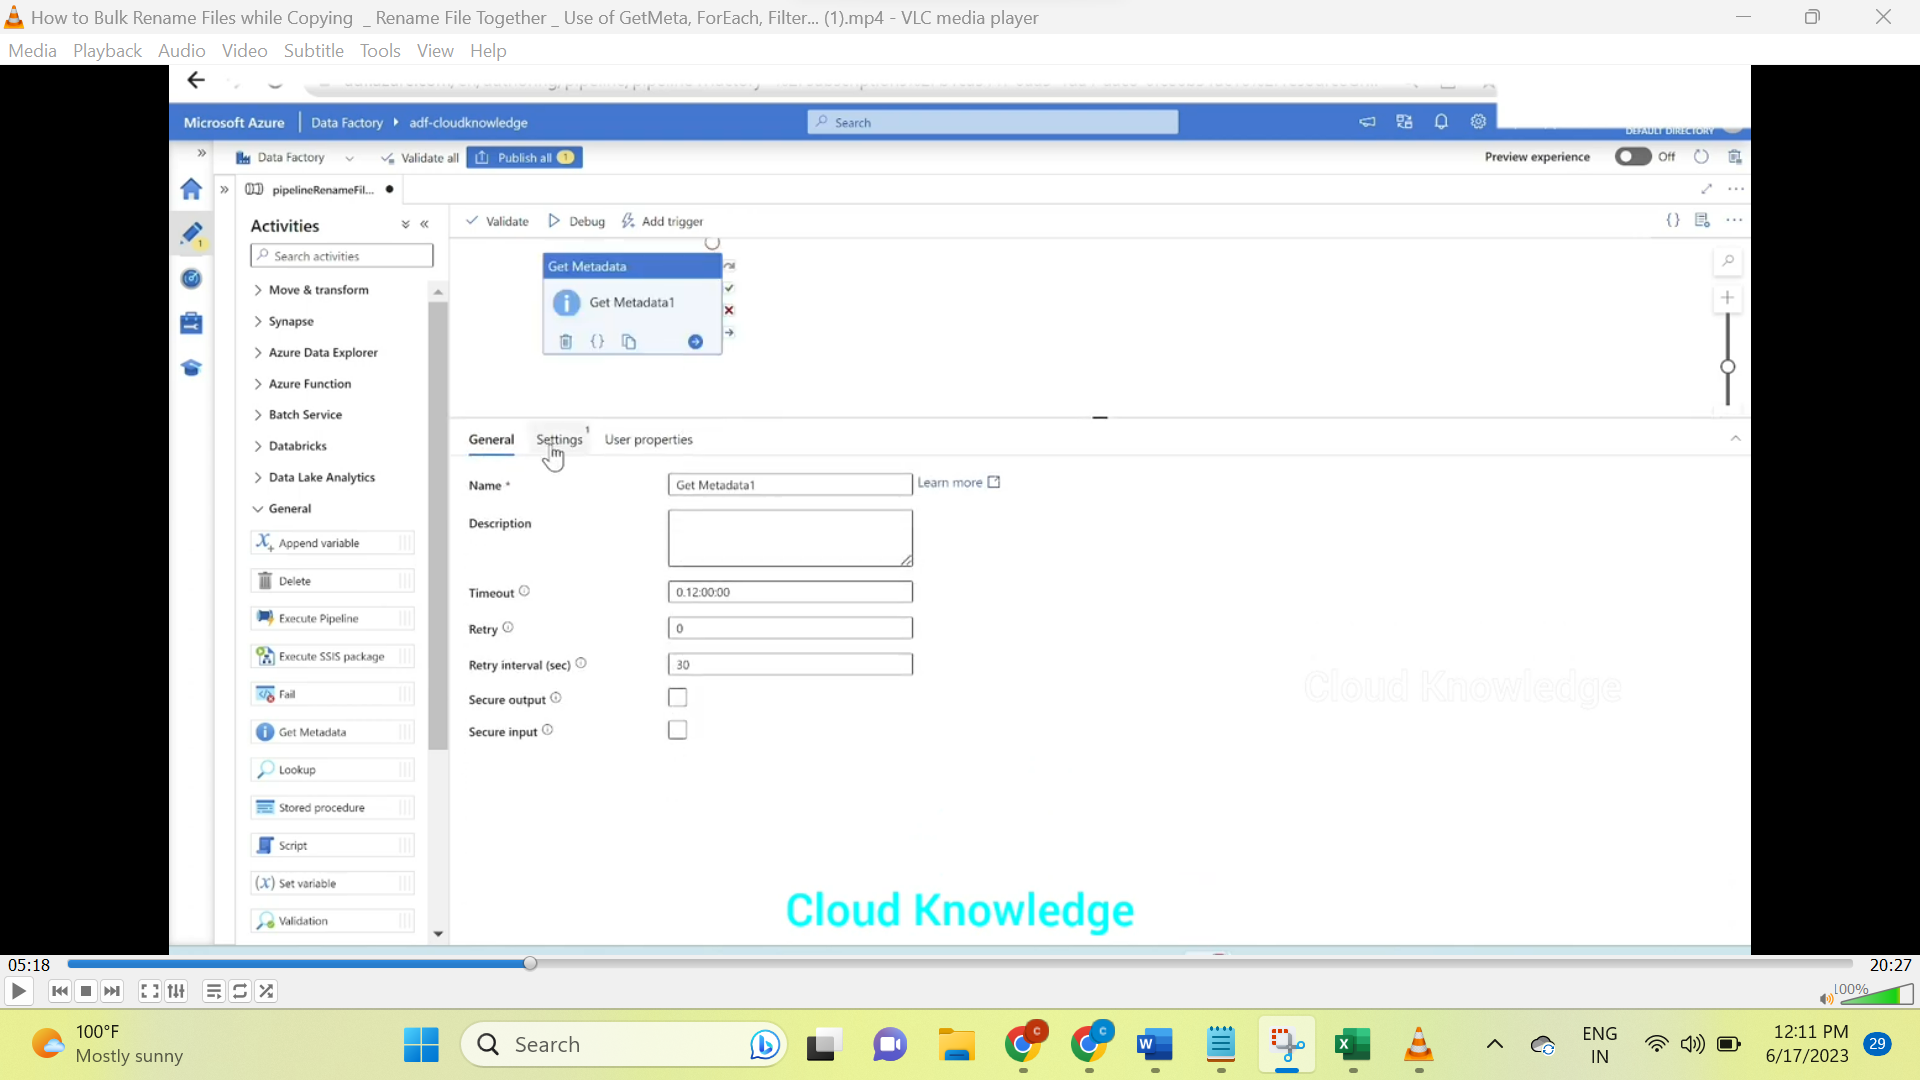 How to Bulk Rename Files while Copying _ Rename File Together _ Use of GetMeta, ForEach, Filter... (1).mp4 - VLC media player
Media Playback Audio Video Subtitle Tools View Help
Microsoft Azure Data Factory adf-cloudknowledge Search
DEFAULT DIRECTORY
Data Factory Validate all Publish all 1 Preview experience Off
pipelineRenameFil...
Activities
Validate Debug Add trigger
1
Search activities
Get Metadata
Get Metadata1
Move & transform
Synapse
Azure Data Explorer
Azure Function
Batch Service
Databricks
Data Lake Analytics
General
Append variable
Delete
Execute Pipeline
Execute SSIS package
Fail
Get Metadata
Lookup
Stored procedure
Script
Set variable
Validation
General Settings 1 User properties
Name * Get Metadata1 Learn more
Description
Timeout 0.12:00:00
Retry 0
Retry interval (sec) 30
Secure output
Secure input
Cloud Knowledge
Cloud Knowledge
05:18 20:27
100%
100°F
Mostly sunny
Search
ENG
IN
12:11 PM
6/17/2023
29